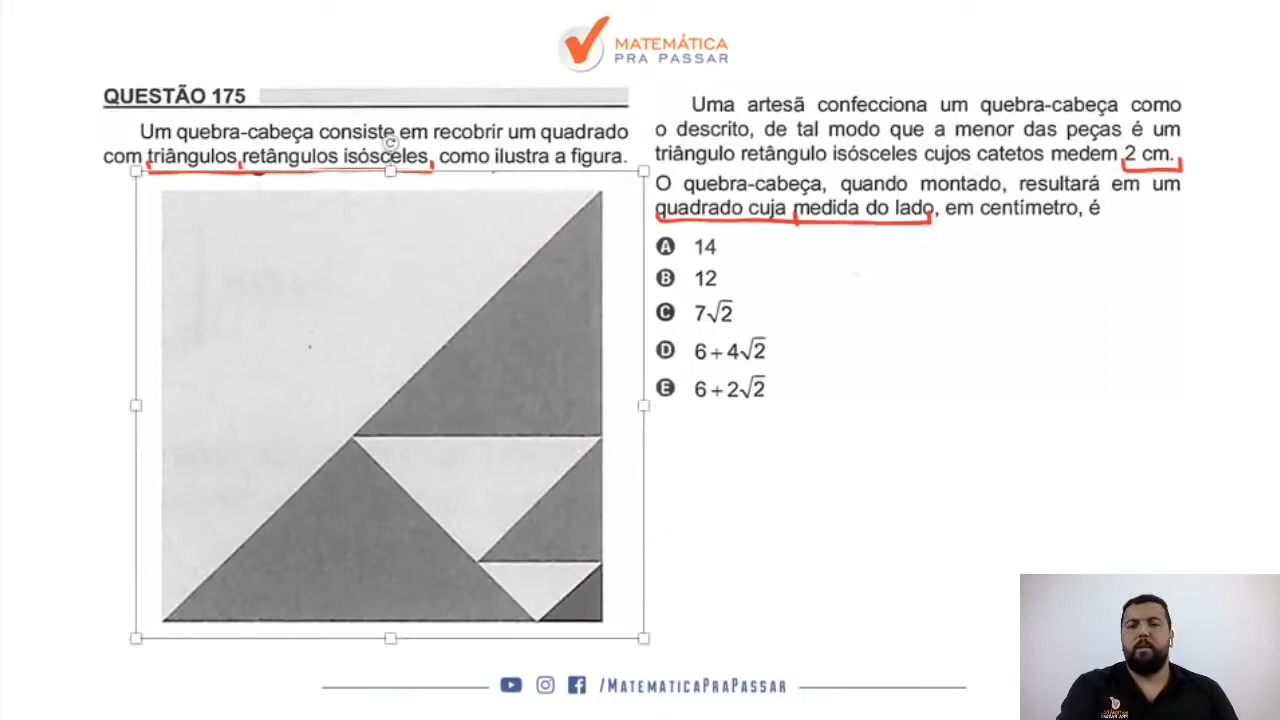 MATEMÁTICA
PRA PASSAR
QUESTÃO 175
Um quebra-cabeça consiste em recobrir um quadrado
com triângulos retângulos isósceles, como ilustra a figura.
Uma artesã confecciona um quebra-cabeça como
o descrito, de tal modo que a menor das peças é um
triângulo retângulo isósceles cujos catetos medem 2 cm.
O quebra-cabeça, quando montado, resultará em um
quadrado cuja medida do lado, em centímetro, é
A 14
B 12
C 7√2
D 6 + 4√2
E 6 + 2√2
/MATEMATICAPRAPASSAR